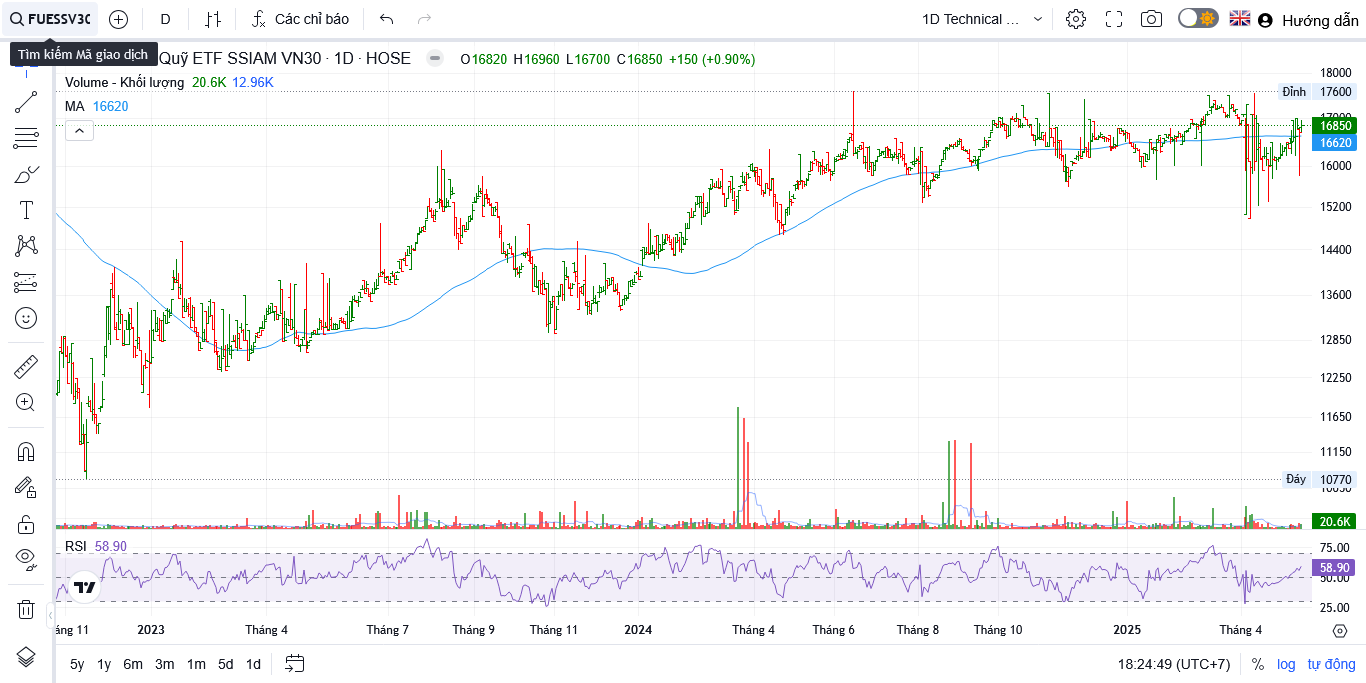 FUESSV30
D
Các chỉ báo
1D Technical ...
Hướng dẫn
Tìm kiếm Mã giao dịch
Quỹ ETF SSIAM VN30 · 1D · HOSE
O16820 H16960 L16700 C16850 +150 (+0.90%)
Volume - Khối lượng 20.6K 12.96K
MA 16620
18000
Đỉnh 17600
17000
16850
16620
16000
15200
14400
13600
12850
12250
11650
11150
Đáy 10770
20.6K
RSI 58.90
75.00
58.90
50.00
25.00
áng 11 2023 Tháng 4 Tháng 7 Tháng 9 Tháng 11 2024 Tháng 4 Tháng 6 Tháng 8 Tháng 10 2025 Tháng 4
5y 1y 6m 3m 1m 5d 1d
18:24:49 (UTC+7) % log tự động